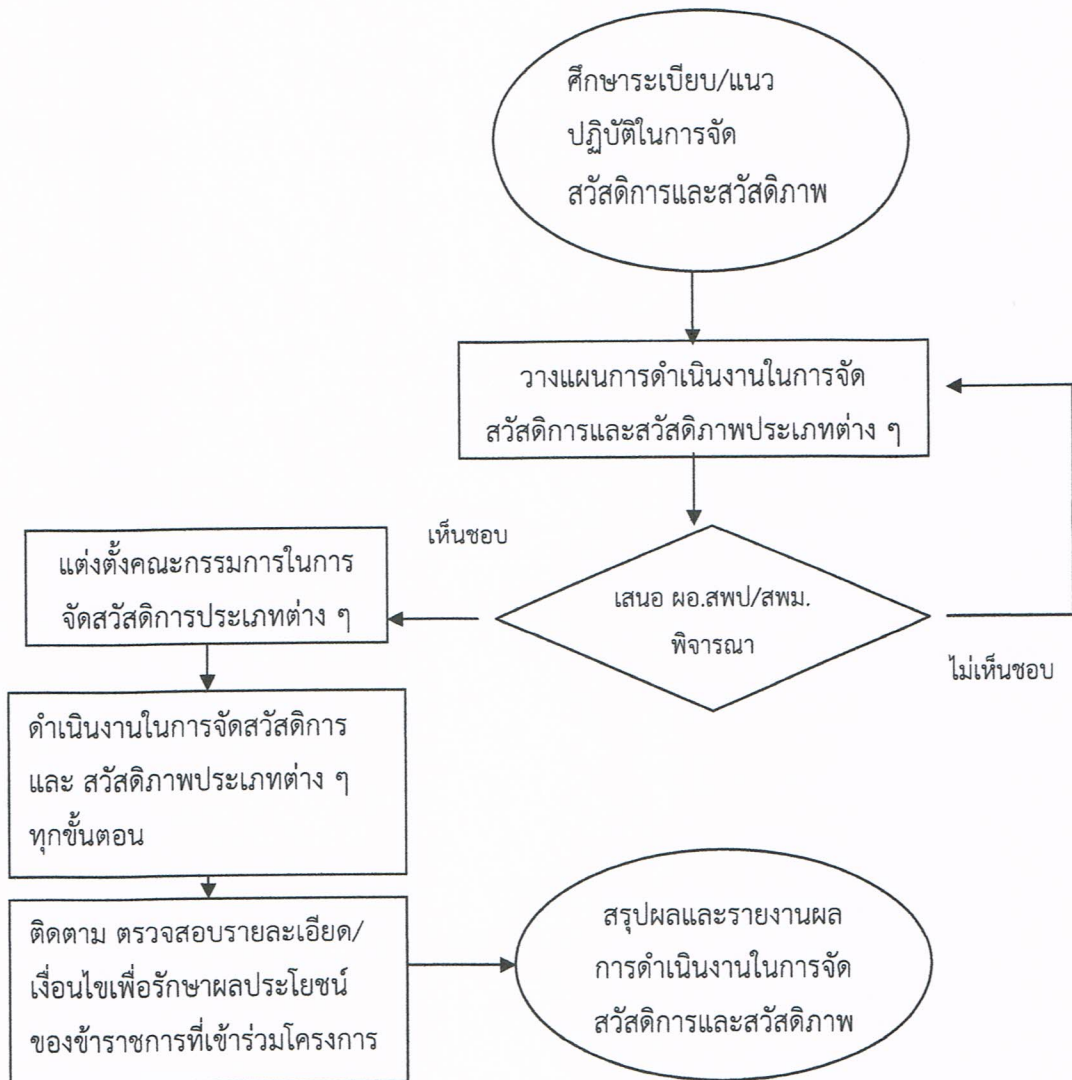 ศึกษาระเบียบ/แนว
ปฏิบัติในการจัด
สวัสดิการและสวัสดิภาพ
วางแผนการดำเนินงานในการจัด
สวัสดิการและสวัสดิภาพประเภทต่าง ๆ
เสนอ ผอ.สพป/สพม.
พิจารณา
เห็นชอบ
ไม่เห็นชอบ
แต่งตั้งคณะกรรมการในการ
จัดสวัสดิการประเภทต่าง ๆ
ดำเนินงานในการจัดสวัสดิการ
และ สวัสดิภาพประเภทต่าง ๆ
ทุกขั้นตอน
ติดตาม ตรวจสอบรายละเอียด/
เงื่อนไขเพื่อรักษาผลประโยชน์
ของข้าราชการที่เข้าร่วมโครงการ
สรุปผลและรายงานผล
การดำเนินงานในการจัด
สวัสดิการและสวัสดิภาพ